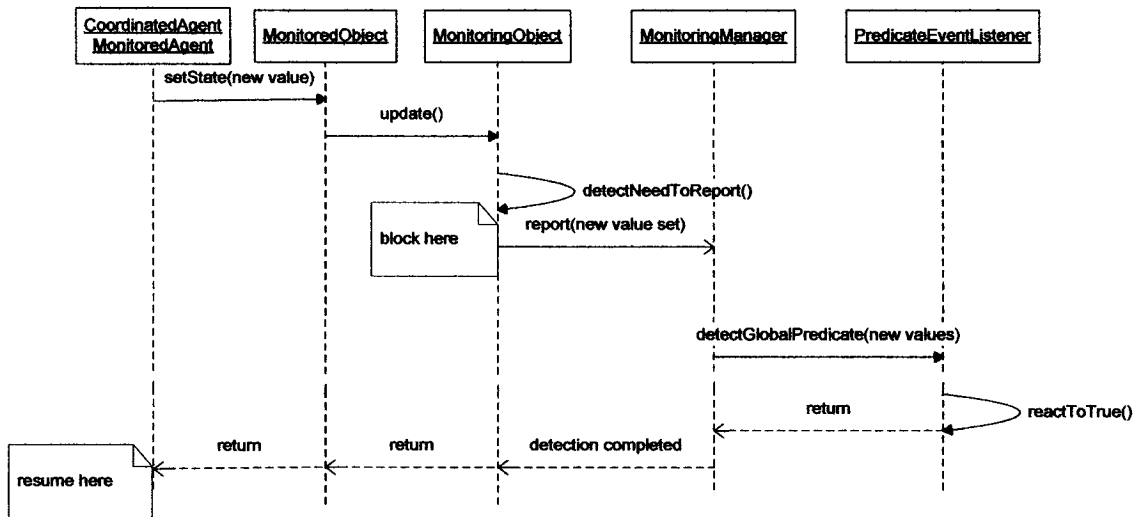 CoordinatedAgent
MonitoredAgent
MonitoredObject
MonitoringObject
MonitoringManager
PredicateEventListener
setState(new value)
update()
detectNeedToReport()
block here
report(new value set)
detectGlobalPredicate(new values)
reactToTrue()
return
return
return
detection completed
resume here